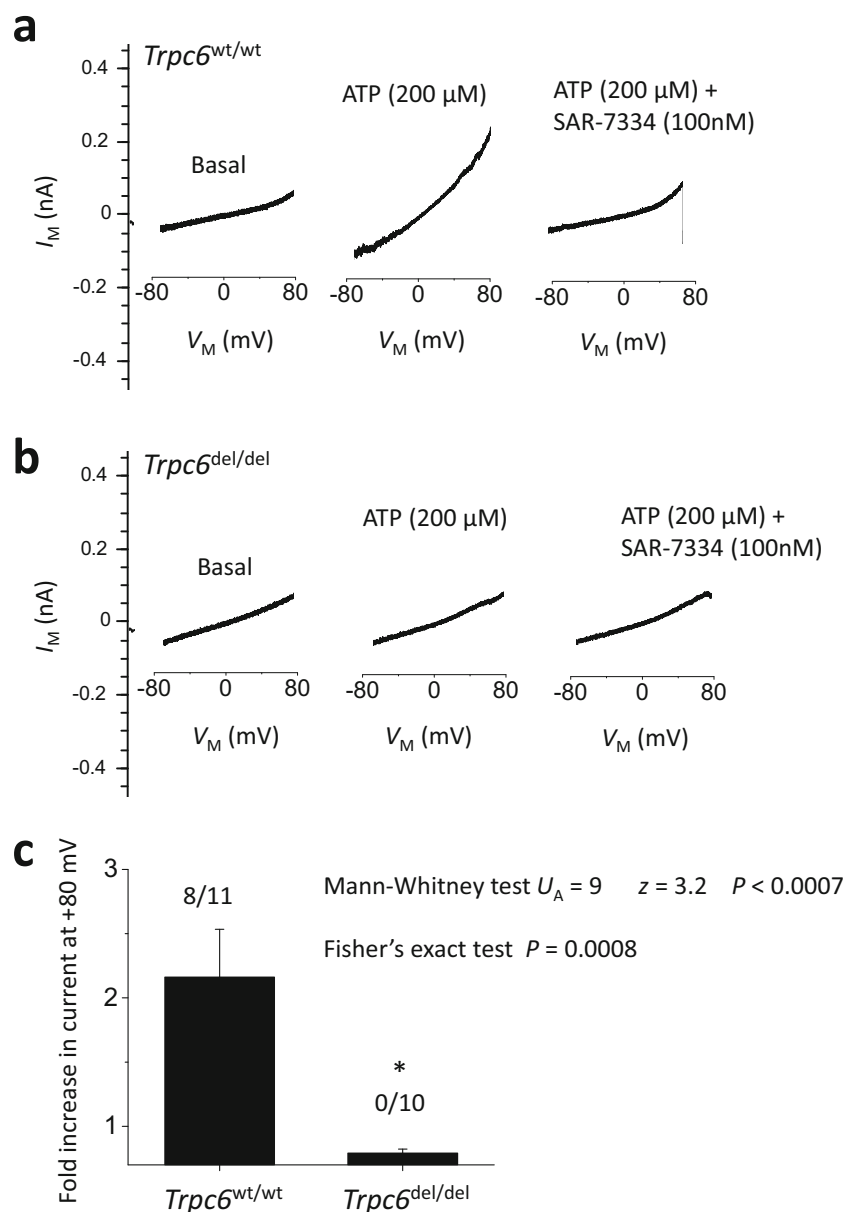 a
Trpc6wt/wt
0.4
0.2
0
-0.2
-0.4
IM (nA)
Basal
ATP (200 µM)
ATP (200 µM) +
SAR-7334 (100nM)
-80 0 80
-80 0 80
-80 0 80
VM (mV)
VM (mV)
VM (mV)
b
Trpc6del/del
0.4
0.2
0
-0.2
-0.4
IM (nA)
Basal
ATP (200 µM)
ATP (200 µM) +
SAR-7334 (100nM)
-80 0 80
-80 0 80
-80 0 80
VM (mV)
VM (mV)
VM (mV)
c
3
2
1
Fold increase in current at +80 mV
8/11
Mann-Whitney test UA = 9 z = 3.2 P < 0.0007
Fisher’s exact test P = 0.0008
*
0/10
Trpc6wt/wt
Trpc6del/del